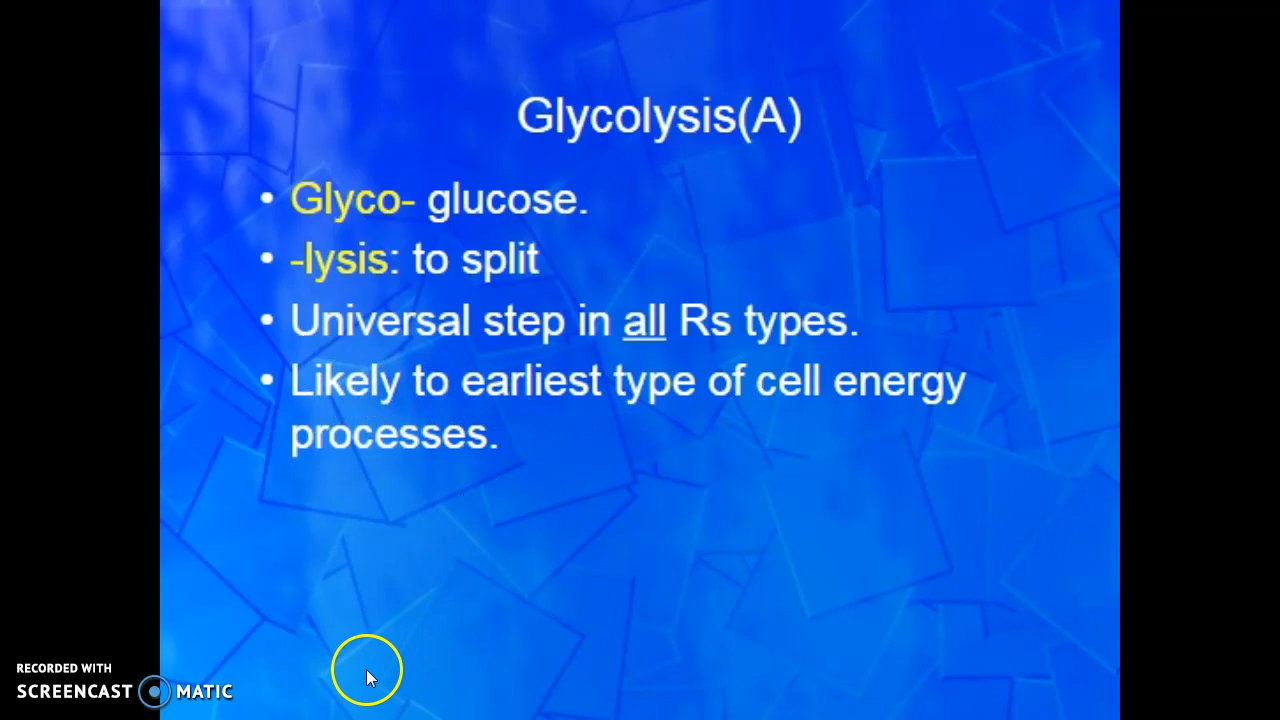 Glycolysis(A)
• Glyco- glucose.
• -lysis: to split
• Universal step in all Rs types.
• Likely to earliest type of cell energy
processes.
RECORDED WITH
SCREENCAST MATIC